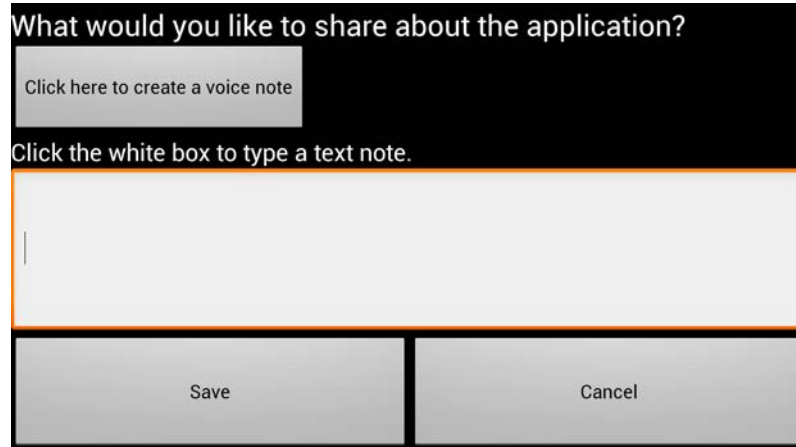 What would you like to share about the application?
Click here to create a voice note
Click the white box to type a text note.
Save
Cancel